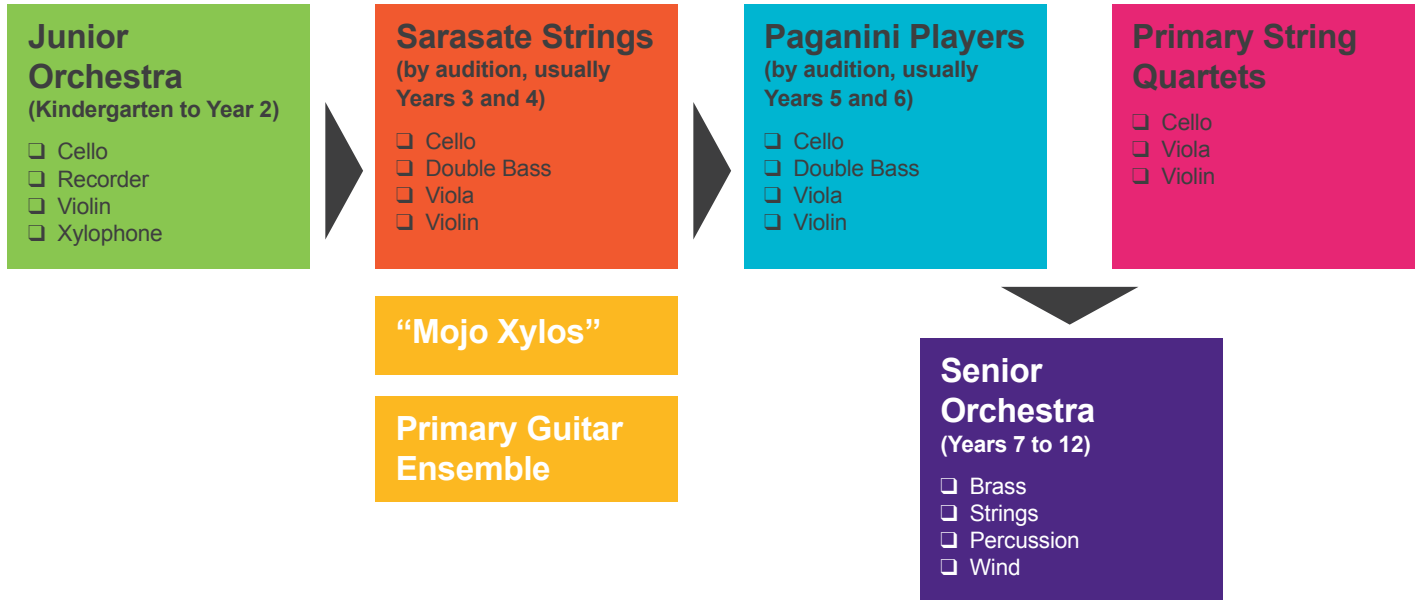 Junior
Orchestra
(Kindergarten to Year 2)
❑ Cello
❑ Recorder
❑ Violin
❑ Xylophone
Sarasate Strings
(by audition, usually
Years 3 and 4)
❑ Cello
❑ Double Bass
❑ Viola
❑ Violin
Paganini Players
(by audition, usually
Years 5 and 6)
❑ Cello
❑ Double Bass
❑ Viola
❑ Violin
Primary String
Quartets
❑ Cello
❑ Viola
❑ Violin
“Mojo Xylos”
Primary Guitar
Ensemble
Senior
Orchestra
(Years 7 to 12)
❑ Brass
❑ Strings
❑ Percussion
❑ Wind